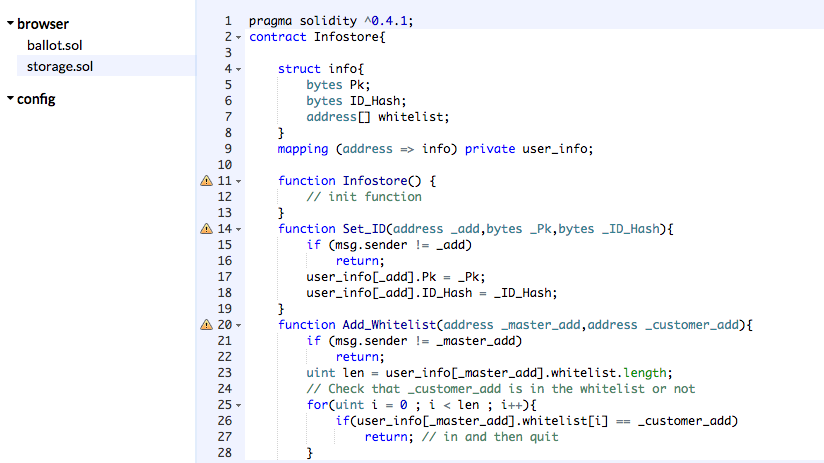 browser
ballot.sol
storage.sol
config
1 pragma solidity ^0.4.1;
2 contract Infostore{
3
4 struct info{
5 bytes Pk;
6 bytes ID_Hash;
7 address[] whitelist;
8 }
9 mapping (address => info) private user_info;
10
11 function Infostore() {
12 // init function
13 }
14 function Set_ID(address _add,bytes _Pk,bytes _ID_Hash){
15 if (msg.sender != _add)
16 return;
17 user_info[_add].Pk = _Pk;
18 user_info[_add].ID_Hash = _ID_Hash;
19 }
20 function Add_Whitelist(address _master_add,address _customer_add){
21 if (msg.sender != _master_add)
22 return;
23 uint len = user_info[_master_add].whitelist.length;
24 // Check that _customer_add is in the whitelist or not
25 for(uint i = 0 ; i < len ; i++){
26 if(user_info[_master_add].whitelist[i] == _customer_add)
27 return; // in and then quit
28 }